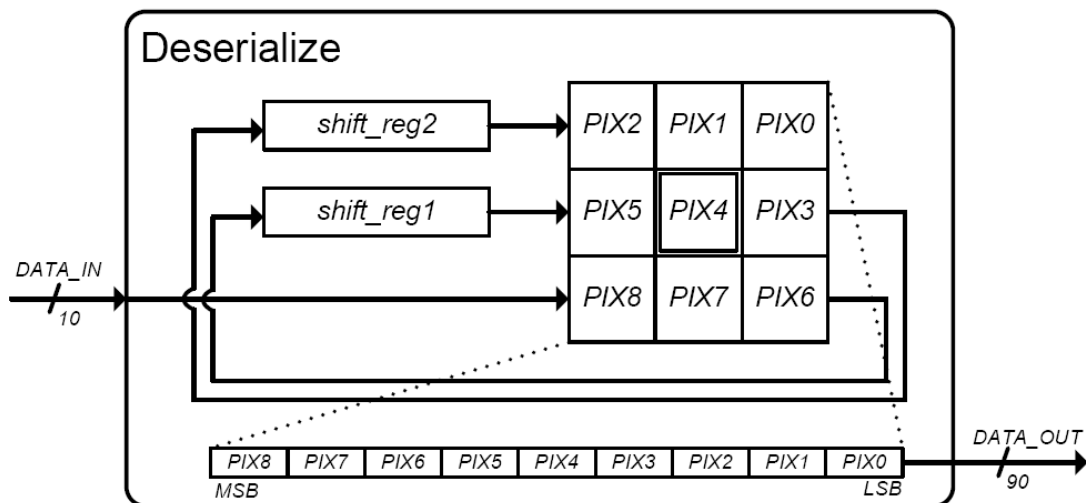 Deserialize
shift_reg2
PIX2 PIX1 PIX0
shift_reg1
PIX5 PIX4 PIX3
DATA_IN
10
PIX8 PIX7 PIX6
PIX8 PIX7 PIX6 PIX5 PIX4 PIX3 PIX2 PIX1 PIX0
MSB LSB
DATA_OUT
90